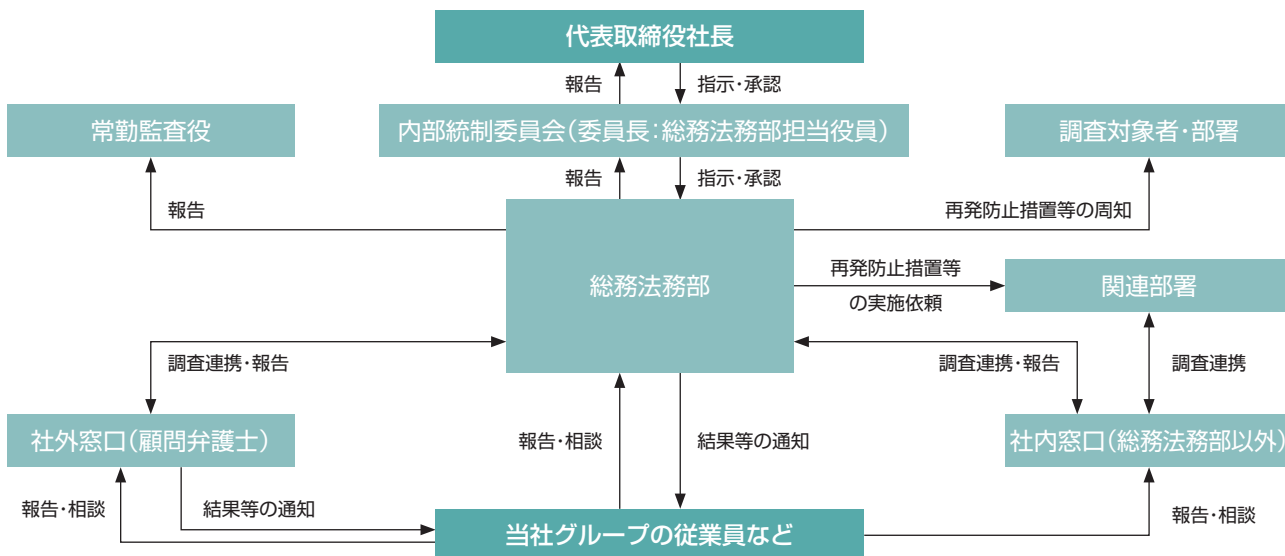 代表取締役社長
報告
指示・承認
常勤監査役
内部統制委員会(委員長:総務法務部担当役員)
調査対象者・部署
報告
指示・承認
報告
再発防止措置等の周知
総務法務部
再発防止措置等
の実施依頼
関連部署
調査連携・報告
調査連携・報告
調査連携
社外窓口(顧問弁護士)
報告・相談
結果等の通知
社内窓口(総務法務部以外)
報告・相談
結果等の通知
報告・相談
当社グループの従業員など